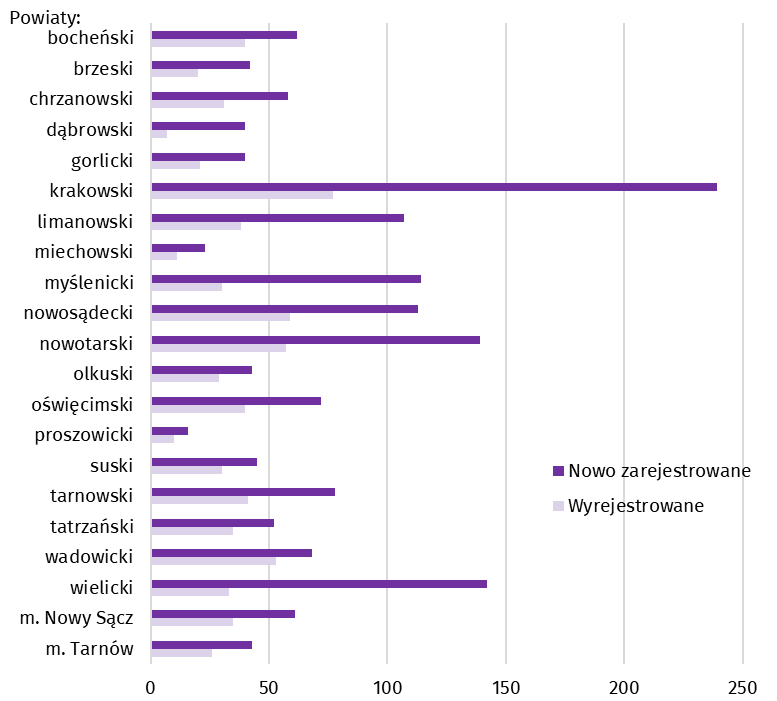 Powiaty:
bocheński
brzeski
chrzanowski
dąbrowski
gorlicki
krakowski
limanowski
miechowski
myślenicki
nowosądecki
nowotarski
olkuski
oświęcimski
proszowicki
suski
tarnowski
tatrzański
wadowicki
wielicki
m. Nowy Sącz
m. Tarnów
Nowo zarejestrowane
Wyrejestrowane
0 50 100 150 200 250